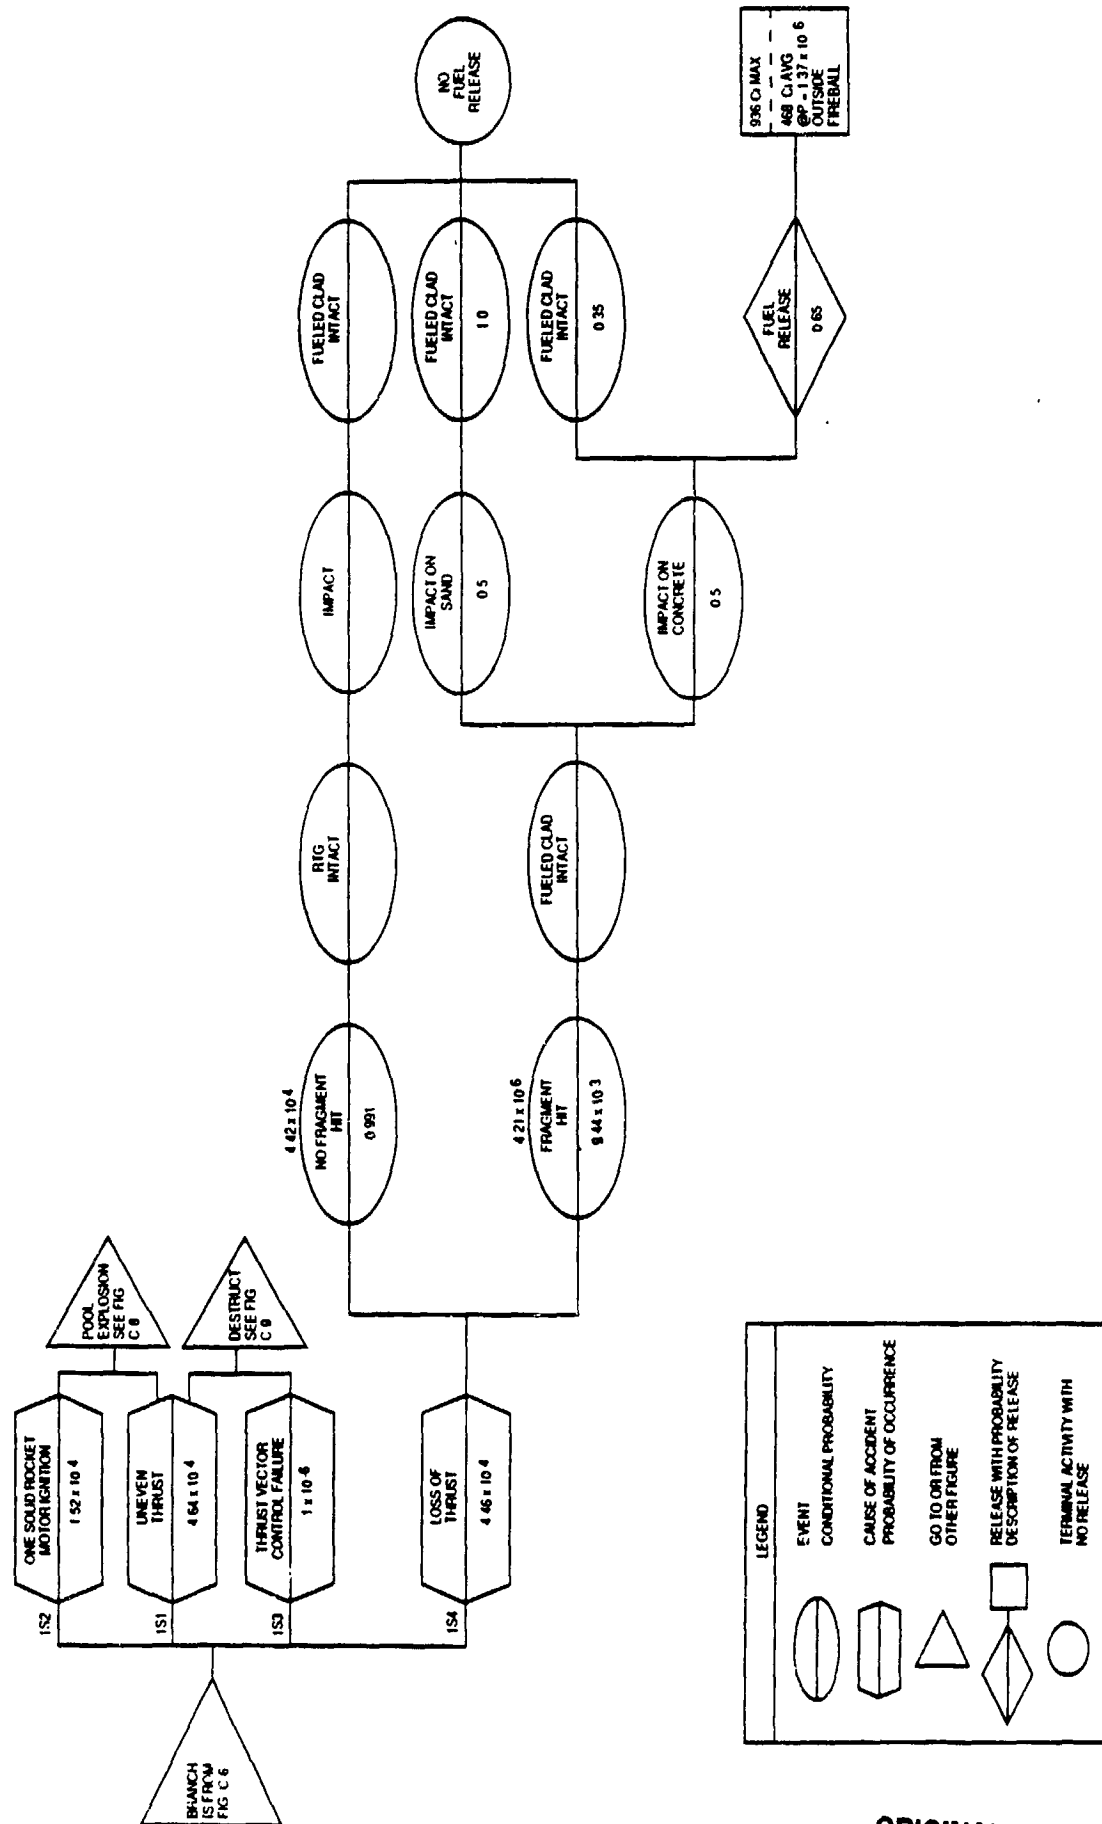 BRANCH
IS FROM
FIG C 6
1S2
ONE SOLID ROCKET
MOTOR IGNITION
1 52 x 10 4
1S1
UNEVEN
THRUST
4 64 x 10 4
1S3
THRUST VECTOR
CONTROL FAILURE
1 x 10-6
1S4
LOSS OF
THRUST
4 46 x 10 4
POOL
EXPLOSION
SEE FIG
C 8
DESTRUCT
SEE FIG
C 9
4 42 x 10-4
NO FRAGMENT
HIT
0 991
4 21 x 10 6
FRAGMENT
HIT
9 44 x 10 3
RTG
INTACT
FUELED CLAD
INTACT
IMPACT
IMPACT ON
SAND
0 5
IMPACT ON
CONCRETE
0 5
FUELED CLAD
INTACT
FUELED CLAD
INTACT
1 0
FUELED CLAD
INTACT
0 35
FUEL
RELEASE
0 65
NO
FUEL
RELEASE
936 Ci MAX
468 Ci AVG
@P - 1 37 x 10 6
OUTSIDE
FIREBALL
LEGEND
EVENT
CONDITIONAL PROBABILITY
CAUSE OF ACCIDENT
PROBABILITY OF OCCURRENCE
GO TO OR FROM
OTHER FIGURE
RELEASE WITH PROBABILITY
DESCRIPTION OF RELEASE
TERMINAL ACTIVITY WITH
NO RELEASE